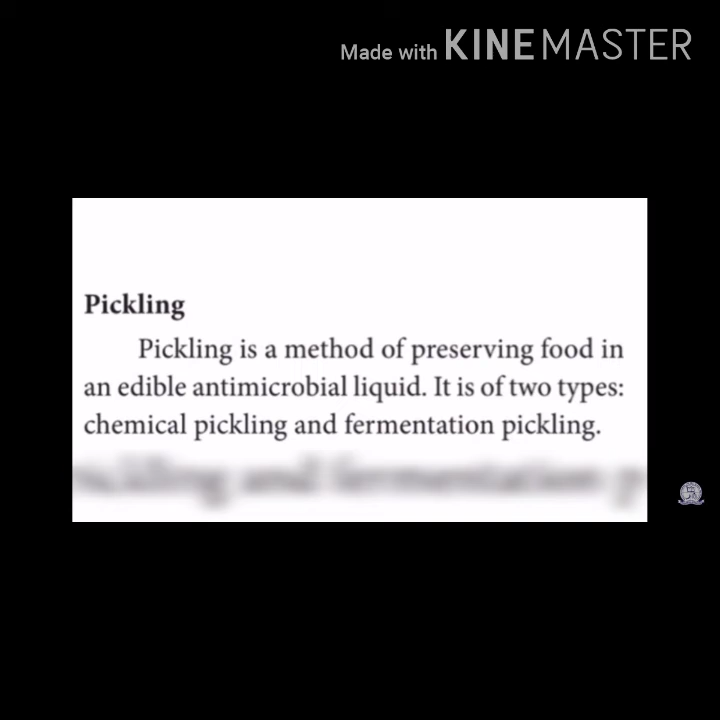 Made with KINEMASTER
Pickling
Pickling is a method of preserving food in
an edible antimicrobial liquid. It is of two types:
chemical pickling and fermentation pickling.